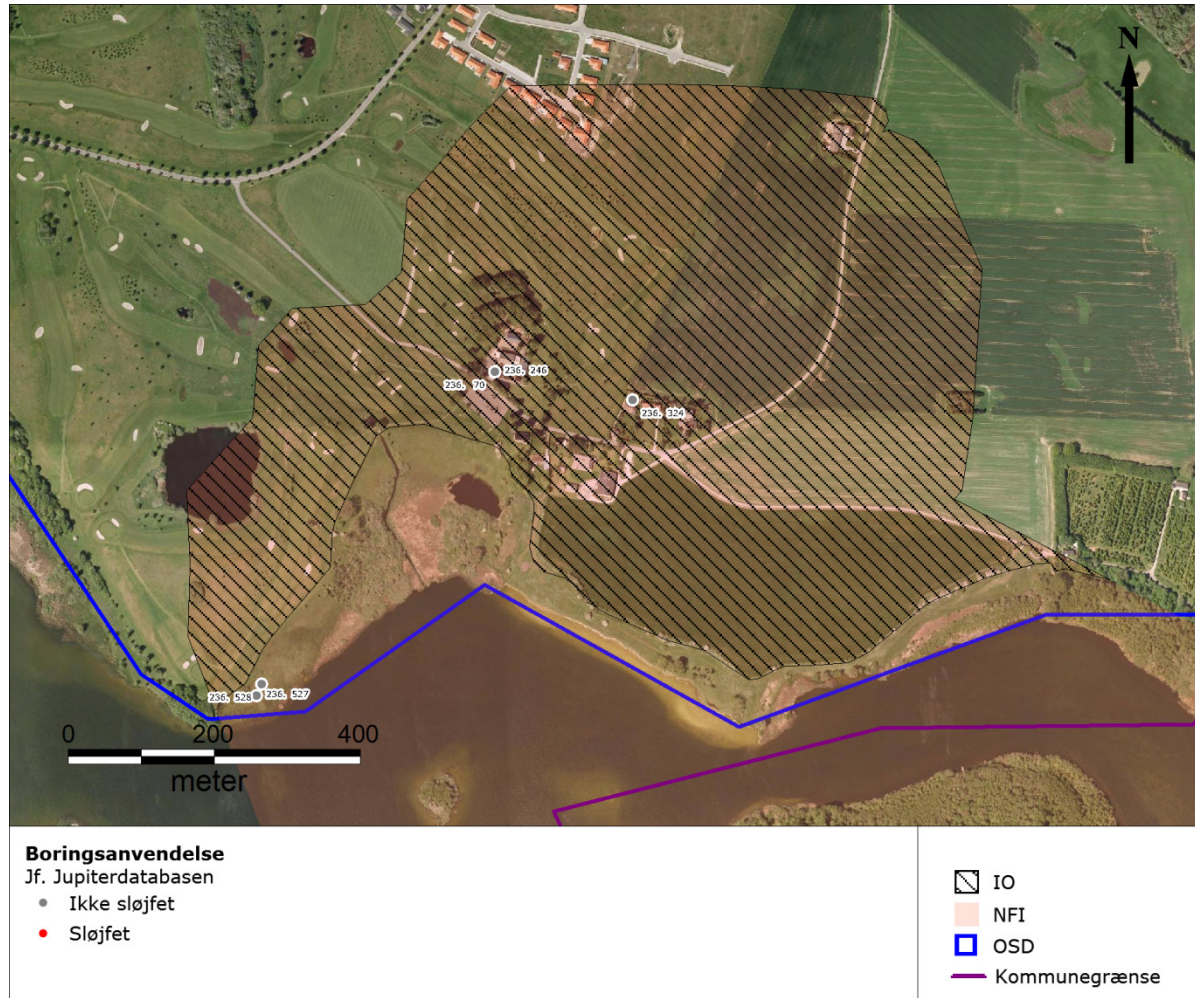 N
236, 246
236, 70
236, 324
236, 527
236, 528
0 200 400
meter
Boringsanvendelse
Jf. Jupiterdatabasen
Ikke sløjfet
Sløjfet
IO
NFI
OSD
Kommunegrænse